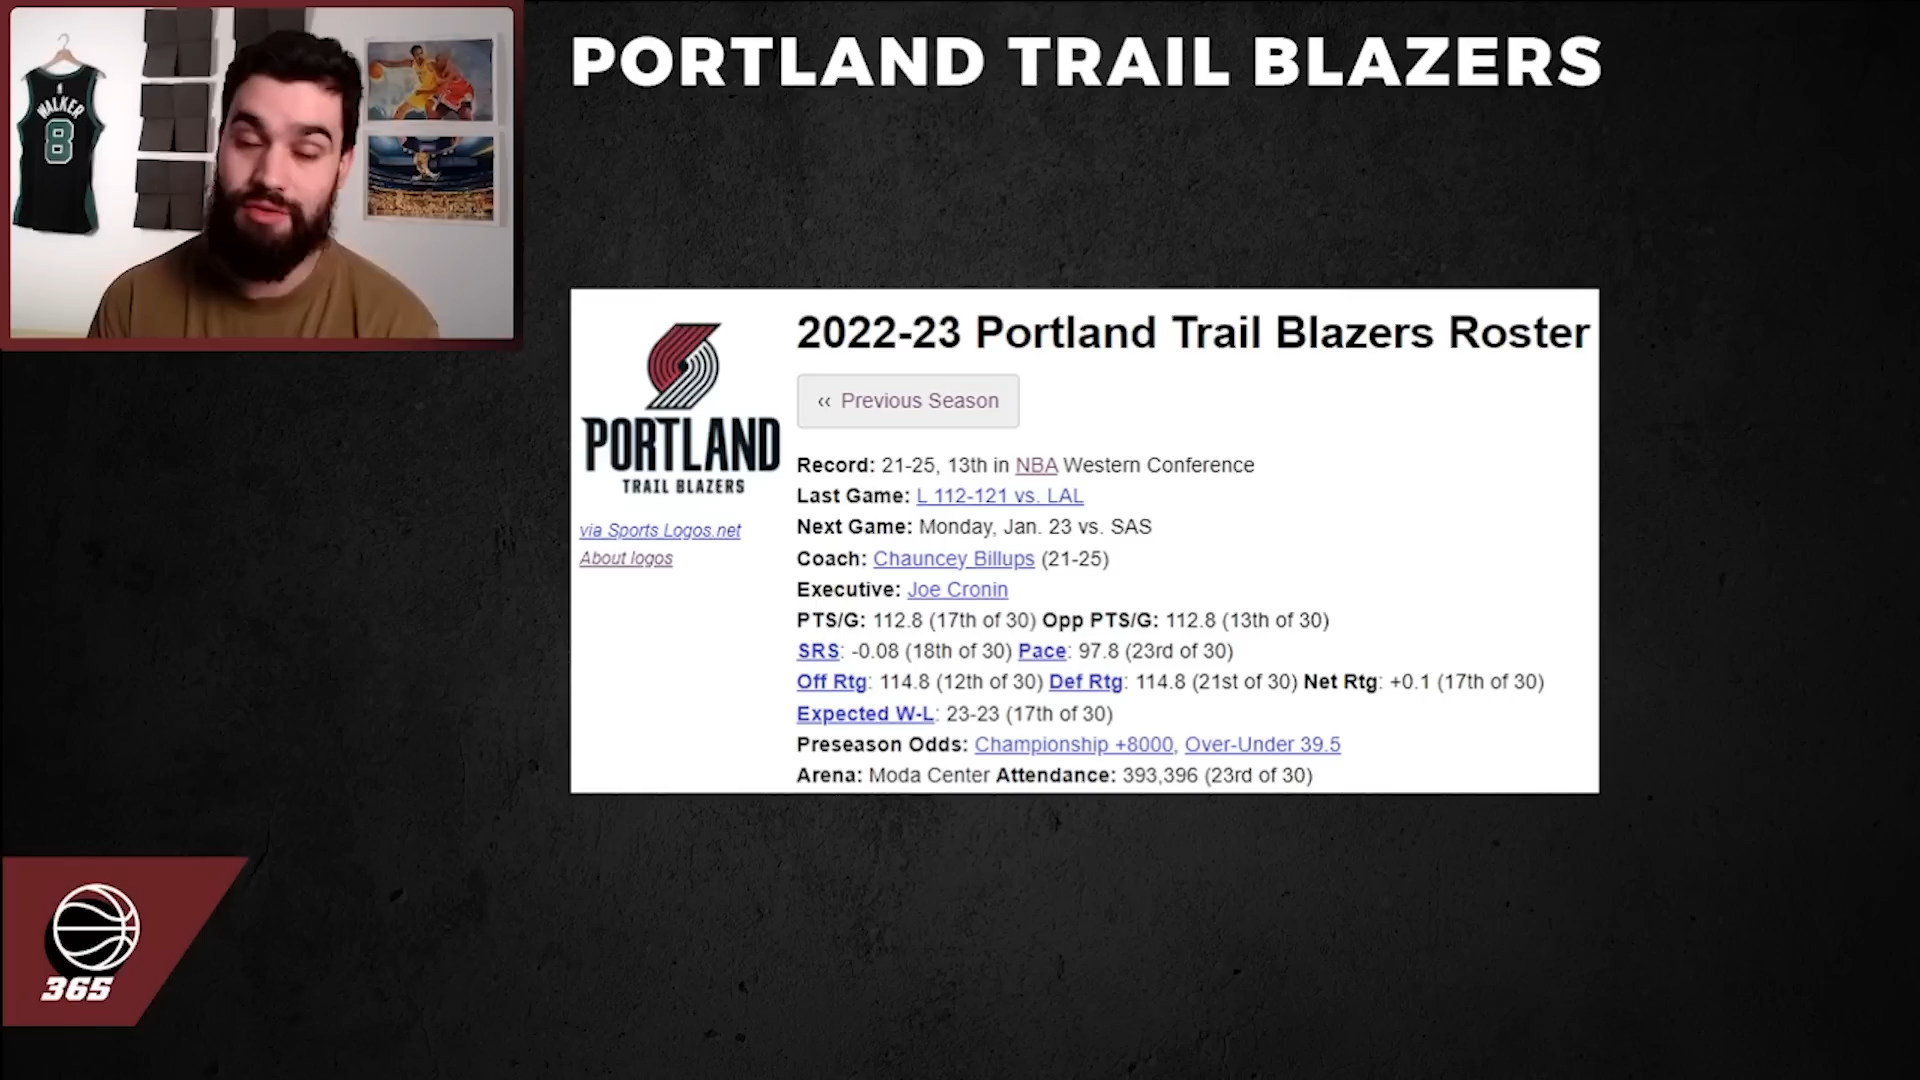 PORTLAND TRAIL BLAZERS
WALKER
8
2022-23 Portland Trail Blazers Roster
‹‹ Previous Season
PORTLAND
TRAIL BLAZERS
via Sports Logos.net
About logos
Record: 21-25, 13th in NBA Western Conference
Last Game: L 112-121 vs. LAL
Next Game: Monday, Jan. 23 vs. SAS
Coach: Chauncey Billups (21-25)
Executive: Joe Cronin
PTS/G: 112.8 (17th of 30) Opp PTS/G: 112.8 (13th of 30)
SRS: -0.08 (18th of 30) Pace: 97.8 (23rd of 30)
Off Rtg: 114.8 (12th of 30) Def Rtg: 114.8 (21st of 30) Net Rtg: +0.1 (17th of 30)
Expected W-L: 23-23 (17th of 30)
Preseason Odds: Championship +8000, Over-Under 39.5
Arena: Moda Center Attendance: 393,396 (23rd of 30)
365